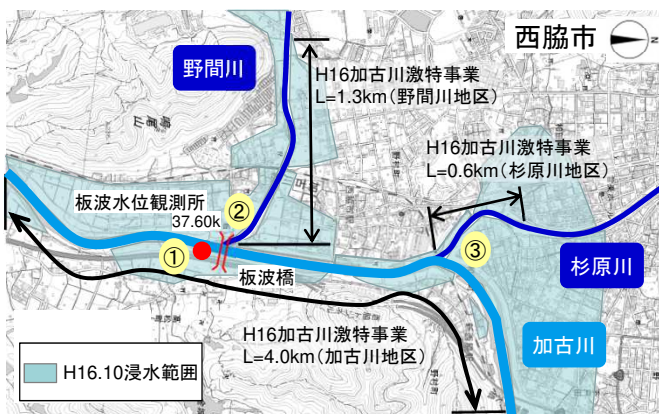 西脇市
N
野間川
H16加古川激特事業
L=1.3km(野間川地区)
H16加古川激特事業
L=0.6km(杉原川地区)
板波水位観測所
37.60k
②
①
③
板波橋
杉原川
加古川
H16加古川激特事業
L=4.0km(加古川地区)
H16.10浸水範囲